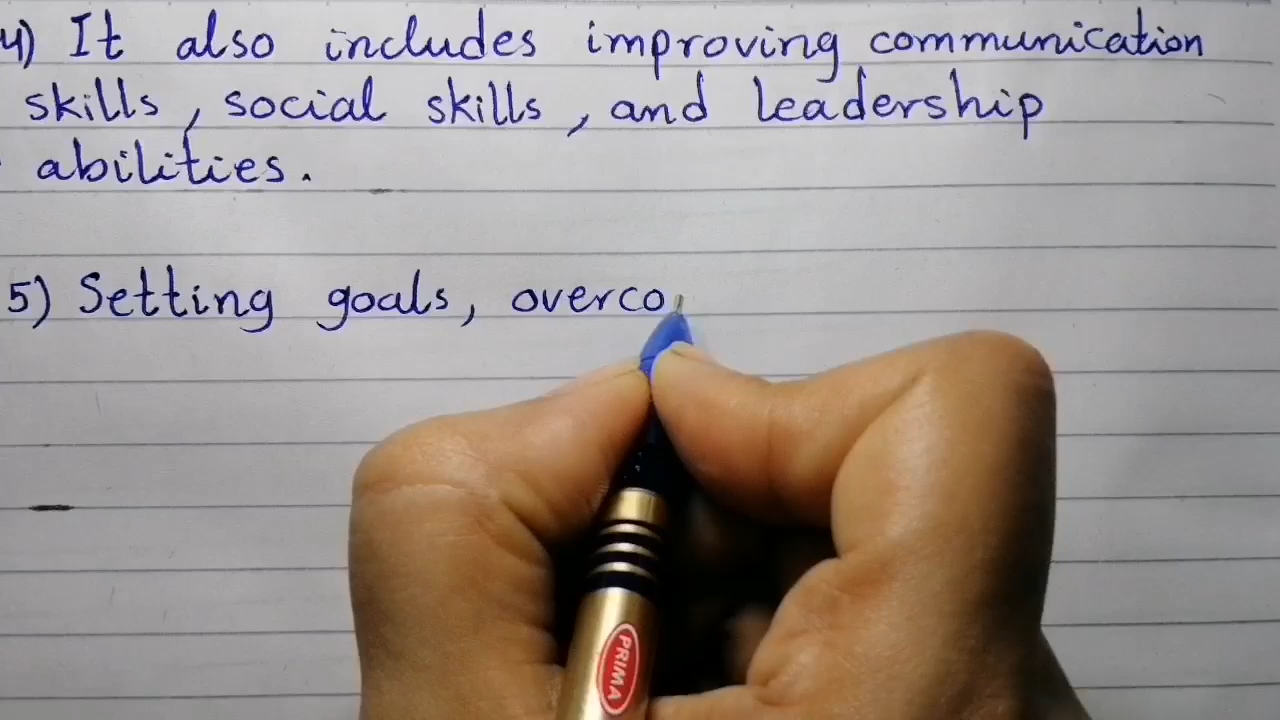 4) It also includes improving communication
skills, social skills, and leadership
abilities.
5) Setting goals, overco
PRIMA